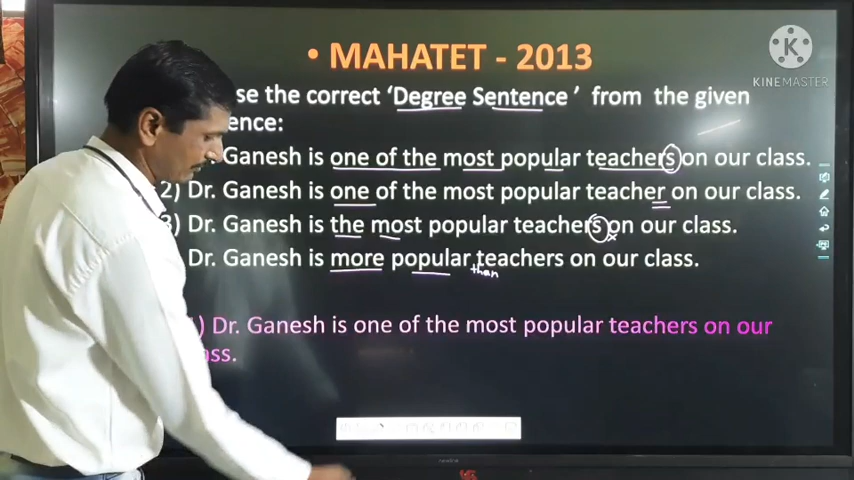 • MAHATET - 2013
K
KINEMASTER
se the correct ‘Degree Sentence ’ from the given
ence:
Ganesh is one of the most popular teachers on our class.
2) Dr. Ganesh is one of the most popular teacher on our class.
3) Dr. Ganesh is the most popular teachers on our class.
Dr. Ganesh is more popular teachers on our class.
than
) Dr. Ganesh is one of the most popular teachers on our
ass.